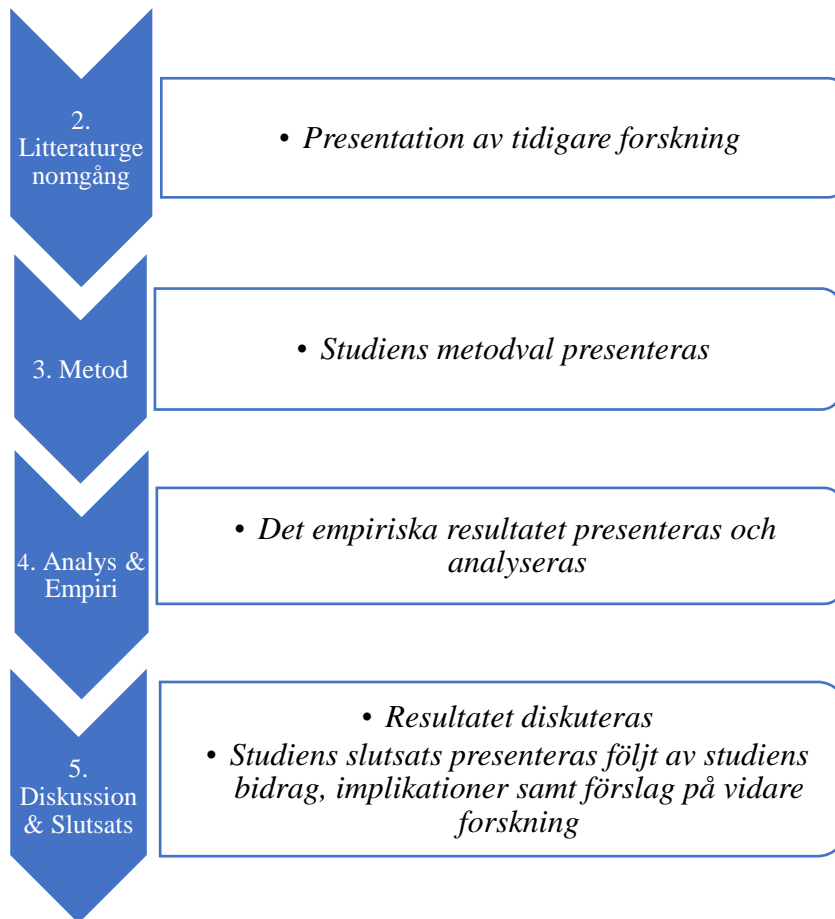 2.
Litteraturge
nomgång
• Presentation av tidigare forskning
3. Metod
• Studiens metodval presenteras
4. Analys &
Empiri
• Det empiriska resultatet presenteras och
analyseras
5.
Diskussion
& Slutsats
• Resultatet diskuteras
• Studiens slutsats presenteras följt av studiens
bidrag, implikationer samt förslag på vidare
forskning